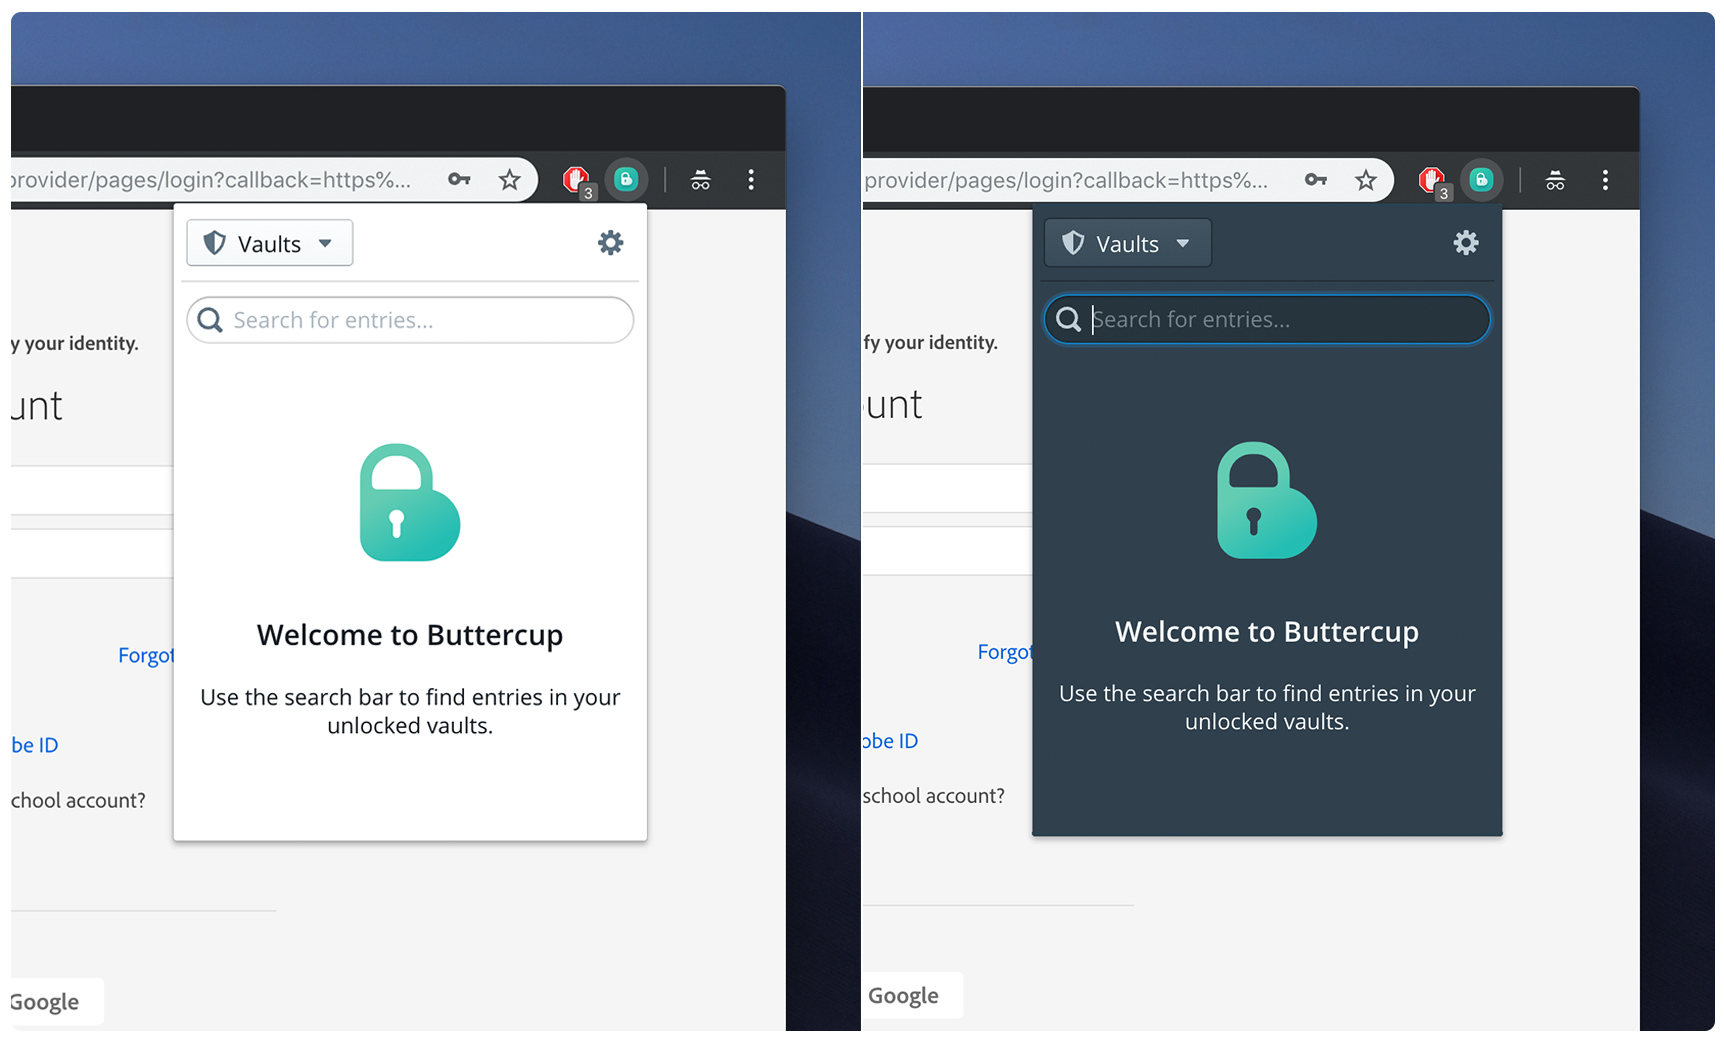 provider/pages/login?callback=https%...
3
Vaults
Search for entries...
y your identity.
unt
Welcome to Buttercup
Forgot
Use the search bar to find entries in your
unlocked vaults.
be ID
chool account?
Google
provider/pages/login?callback=https%...
3
Vaults
Search for entries...
fy your identity.
ount
Welcome to Buttercup
Forgot
Use the search bar to find entries in your
unlocked vaults.
obe ID
school account?
Google